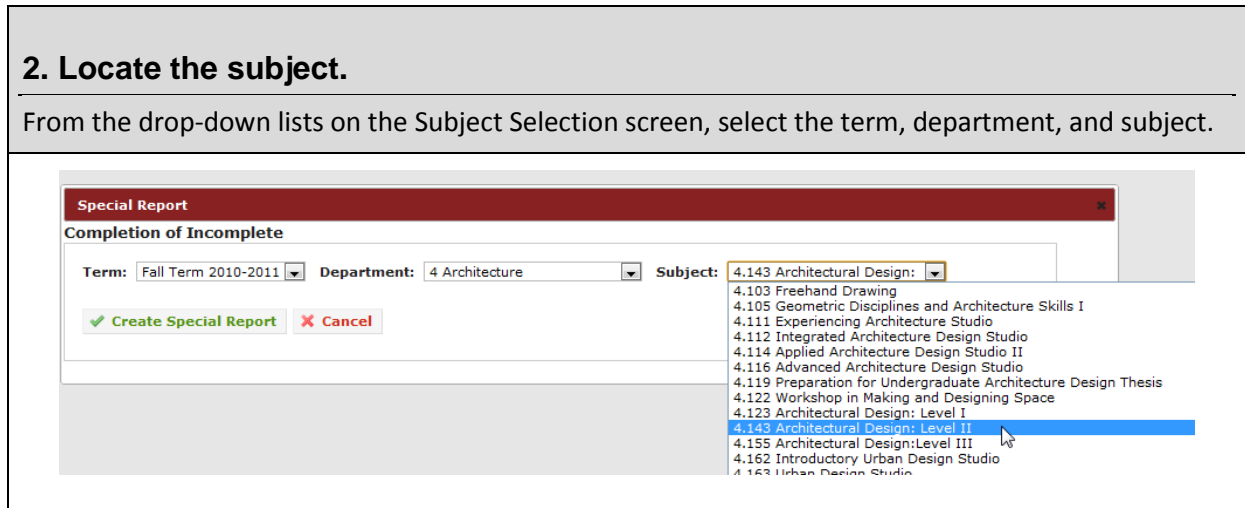 2. Locate the subject.
From the drop-down lists on the Subject Selection screen, select the term, department, and subject.
Special Report
Completion of Incomplete
Term: Fall Term 2010-2011 Department: 4 Architecture Subject: 4.143 Architectural Design:
4.103 Freehand Drawing
4.105 Geometric Disciplines and Architecture Skills I
Create Special Report Cancel
4.111 Experiencing Architecture Studio
4.112 Integrated Architecture Design Studio
4.114 Applied Architecture Design Studio II
4.116 Advanced Architecture Design Studio
4.119 Preparation for Undergraduate Architecture Design Thesis
4.122 Workshop in Making and Designing Space
4.123 Architectural Design: Level I
4.143 Architectural Design: Level II
4.155 Architectural Design:Level III
4.162 Introductory Urban Design Studio
4.163 Urban Design Studio